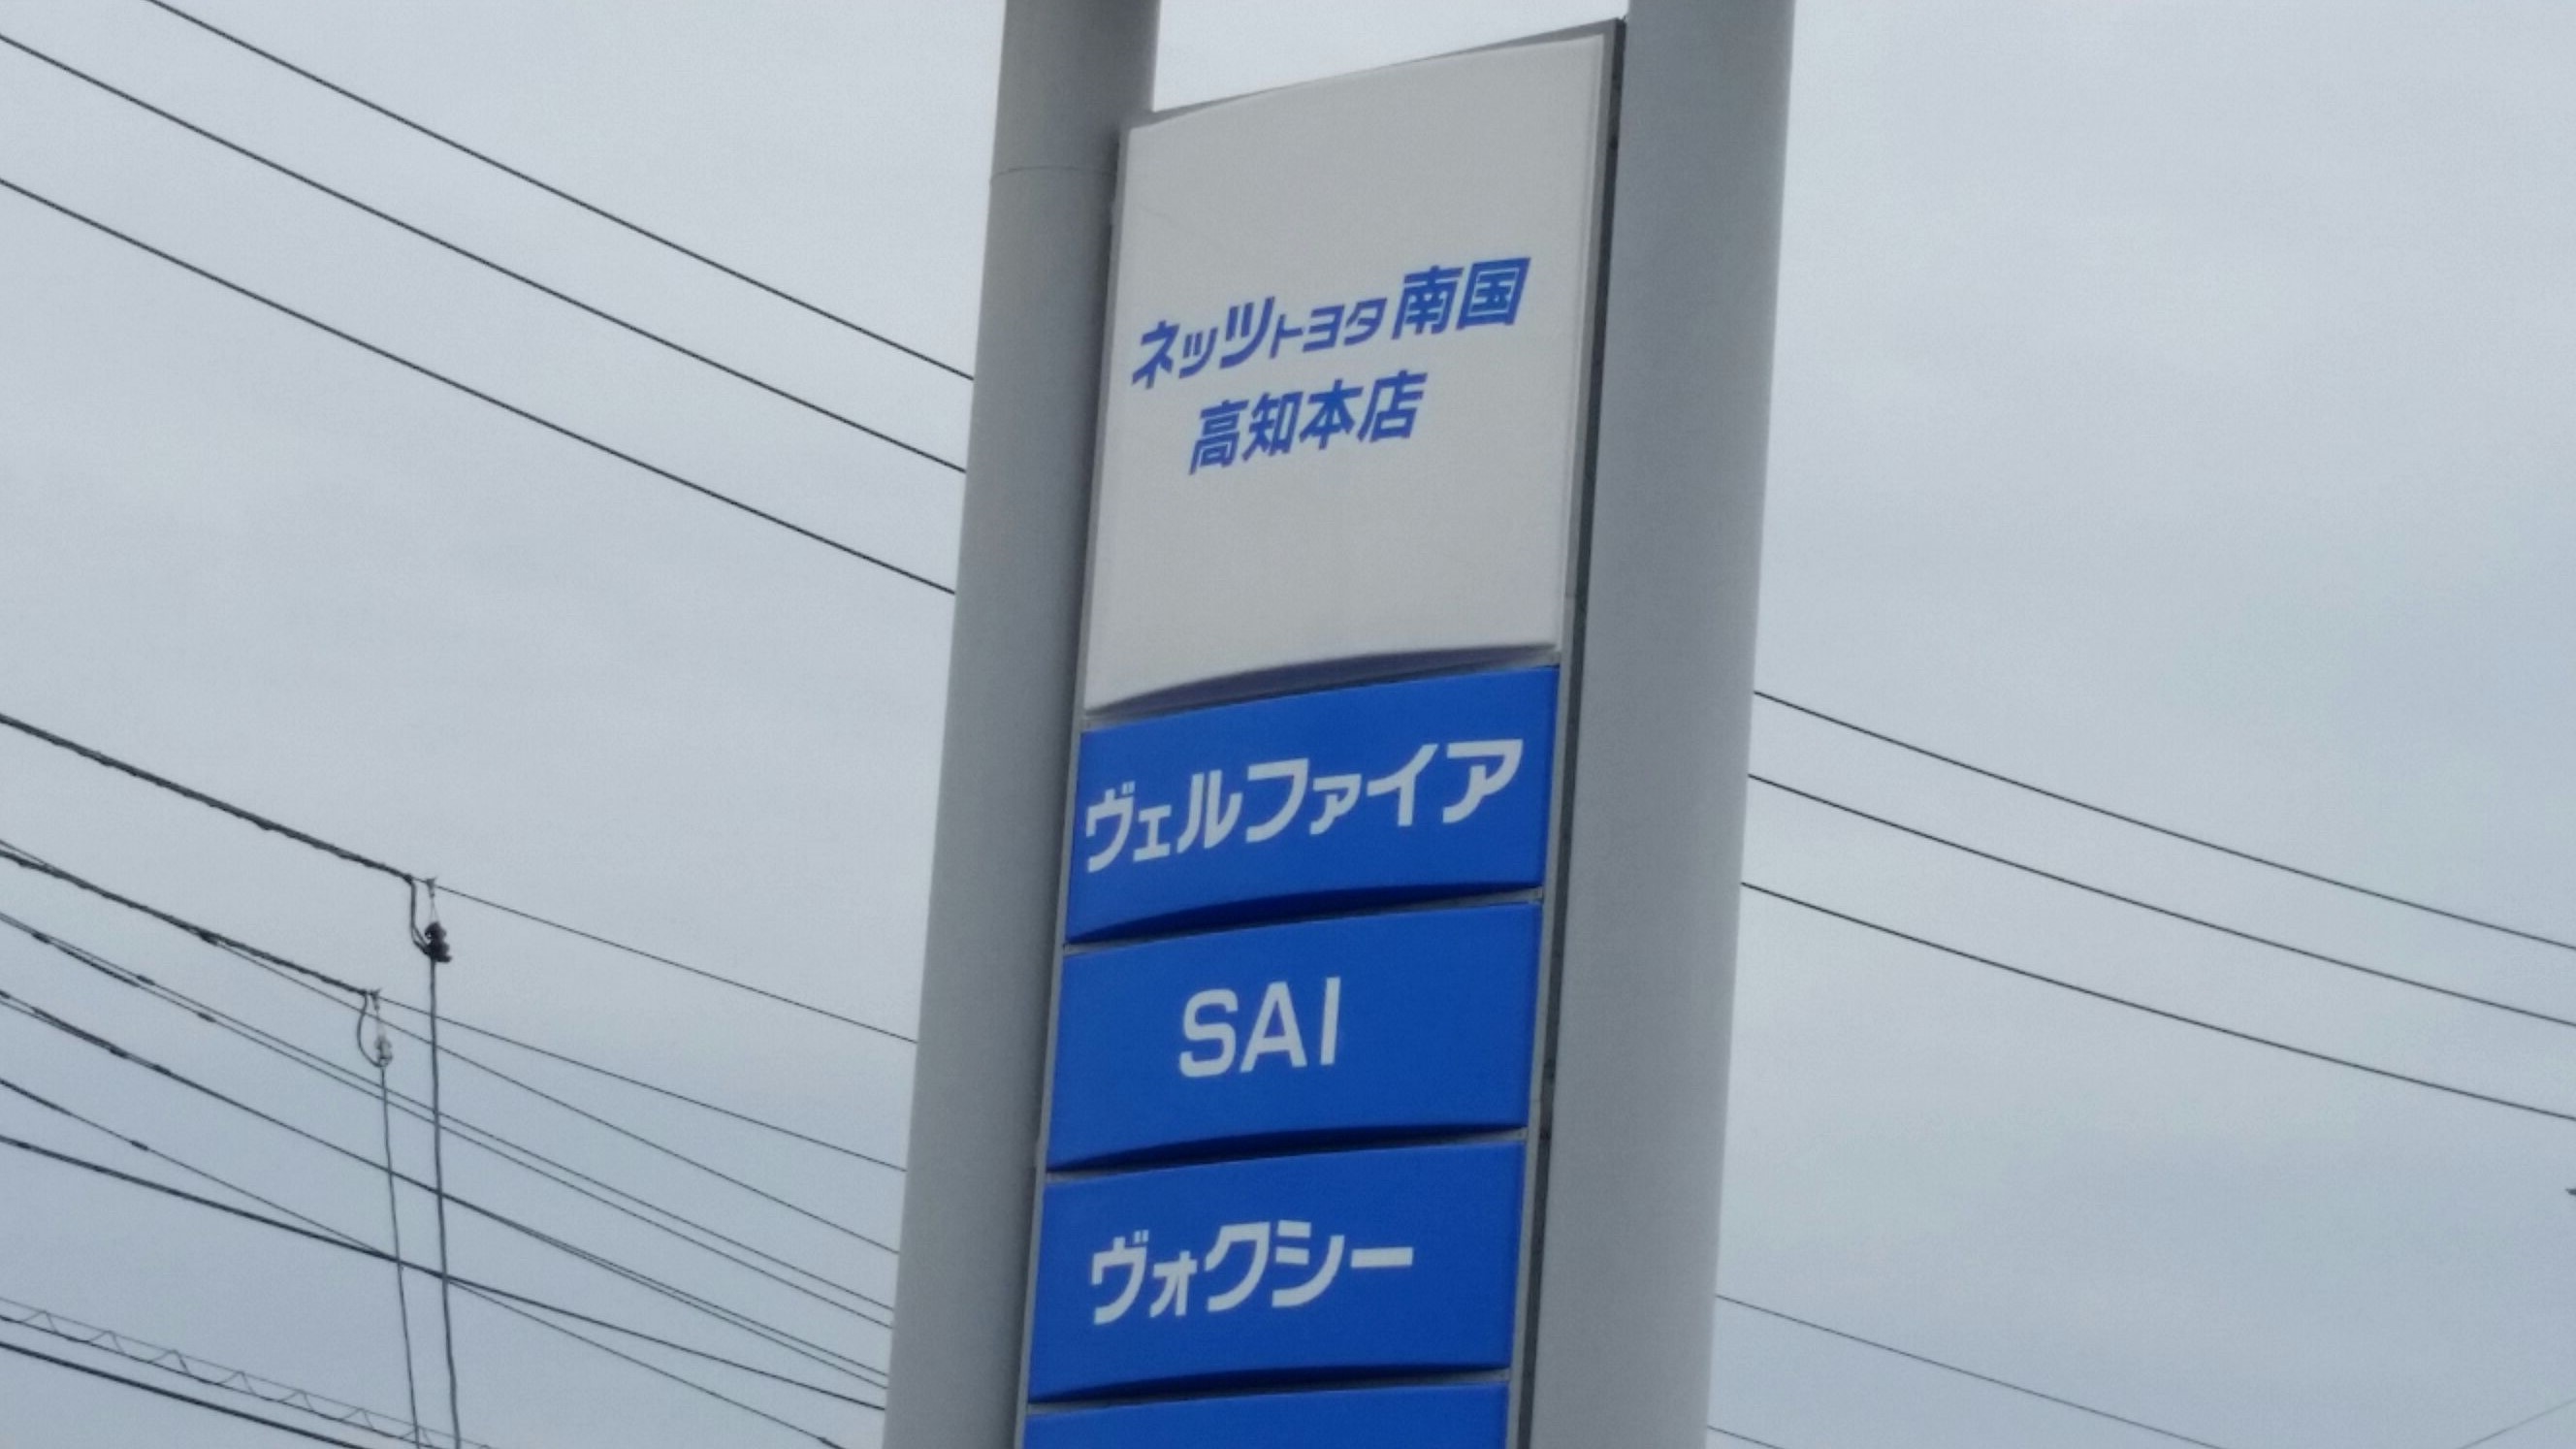 ネッツトヨタ南国
高知本店
ヴェルファイア
SAI
ヴォクシー